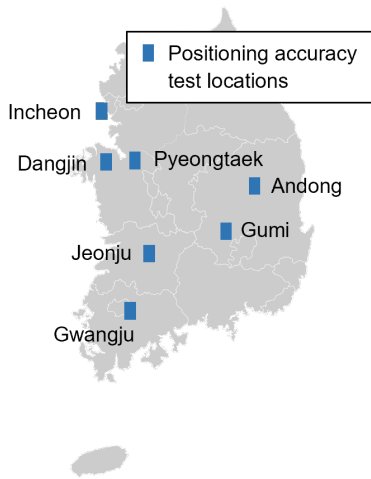 Positioning accuracy
test locations
Incheon
Dangjin
Pyeongtaek
Andong
Gumi
Jeonju
Gwangju